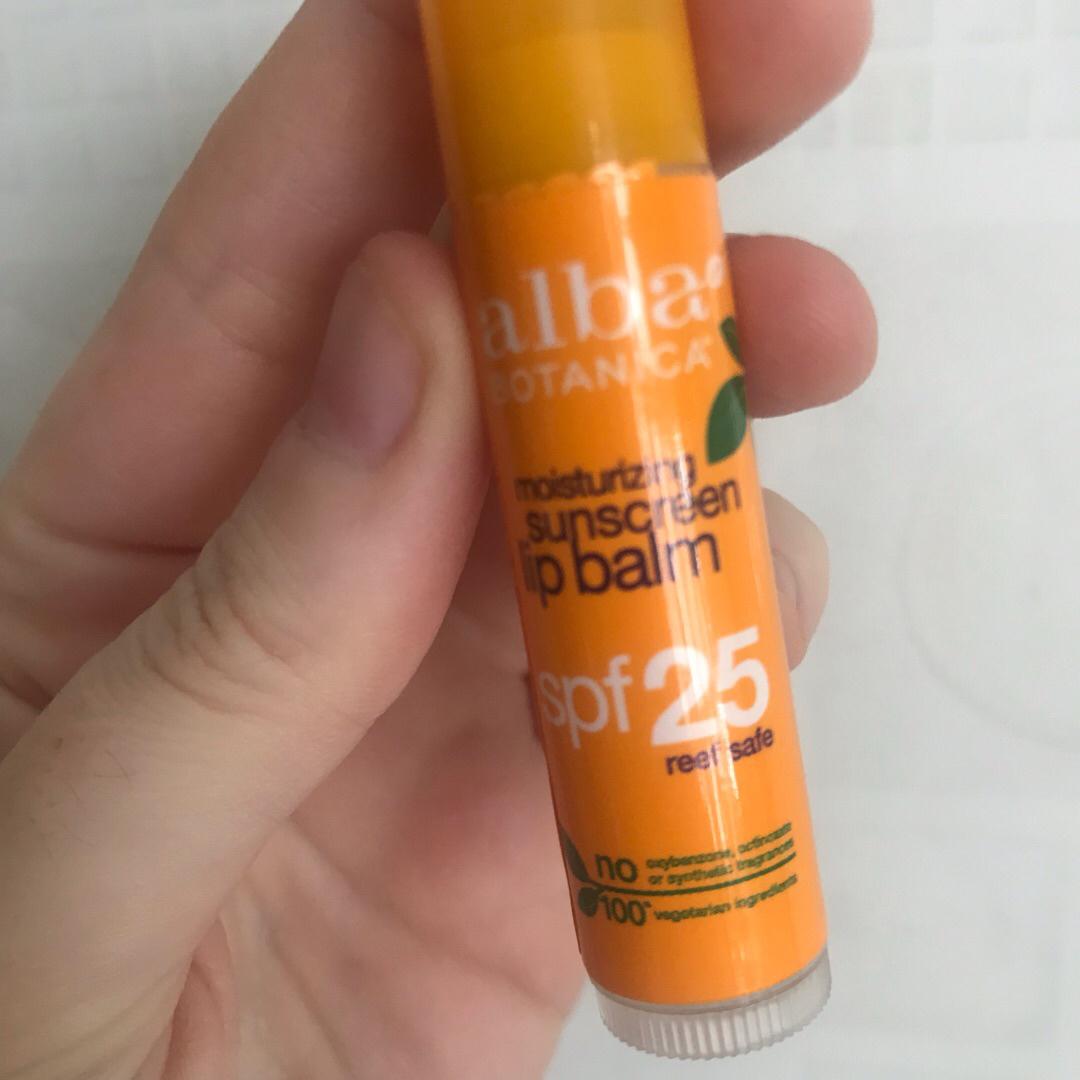 alba®
BOTANICA®
moisturizing
sunscreen
lip balm
spf 25
reef safe
no oxybenzone, octinoxate
or synthetic fragrances
100% vegetarian ingredients